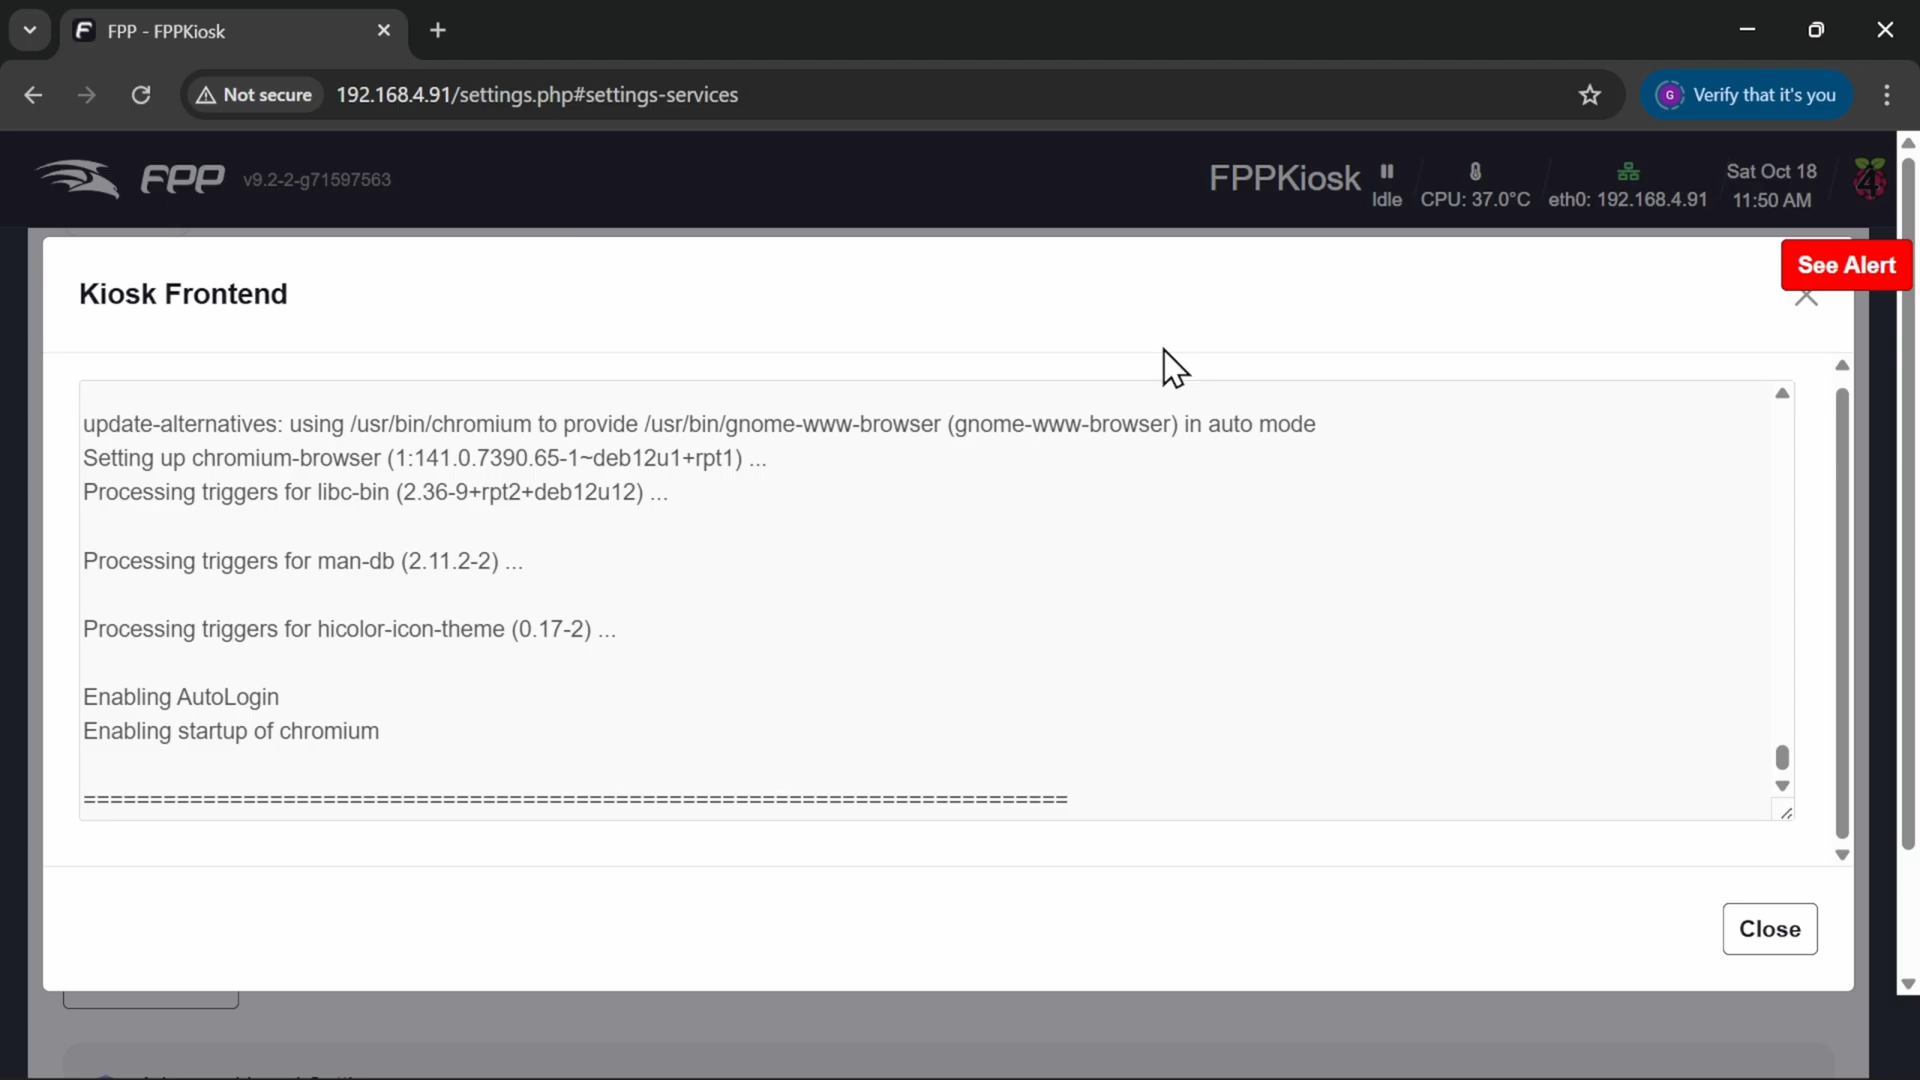 FPP - FPPKiosk
Not secure
192.168.4.91/settings.php#settings-services
G
Verify that it's you
FPP
v9.2-2-g71597563
FPPKiosk
Idle
CPU: 37.0°C
eth0: 192.168.4.91
Sat Oct 18
11:50 AM
4
See Alert
Kiosk Frontend
update-alternatives: using /usr/bin/chromium to provide /usr/bin/gnome-www-browser (gnome-www-browser) in auto mode
Setting up chromium-browser (1:141.0.7390.65-1~deb12u1+rpt1) ...
Processing triggers for libc-bin (2.36-9+rpt2+deb12u12) ...
Processing triggers for man-db (2.11.2-2) ...
Processing triggers for hicolor-icon-theme (0.17-2) ...
Enabling AutoLogin
Enabling startup of chromium
==========================================================================
Close